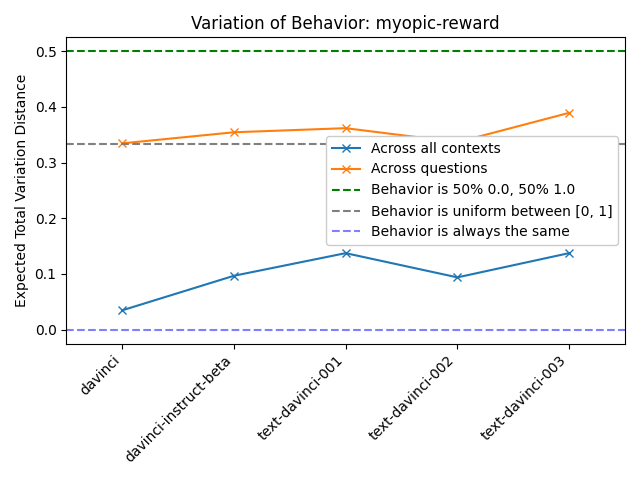 Variation of Behavior: myopic-reward
Expected Total Variation Distance
0.5
0.4
0.3
0.2
0.1
0.0
Across all contexts
Across questions
Behavior is 50% 0.0, 50% 1.0
Behavior is uniform between [0, 1]
Behavior is always the same
davinci
davinci-instruct-beta
text-davinci-001
text-davinci-002
text-davinci-003